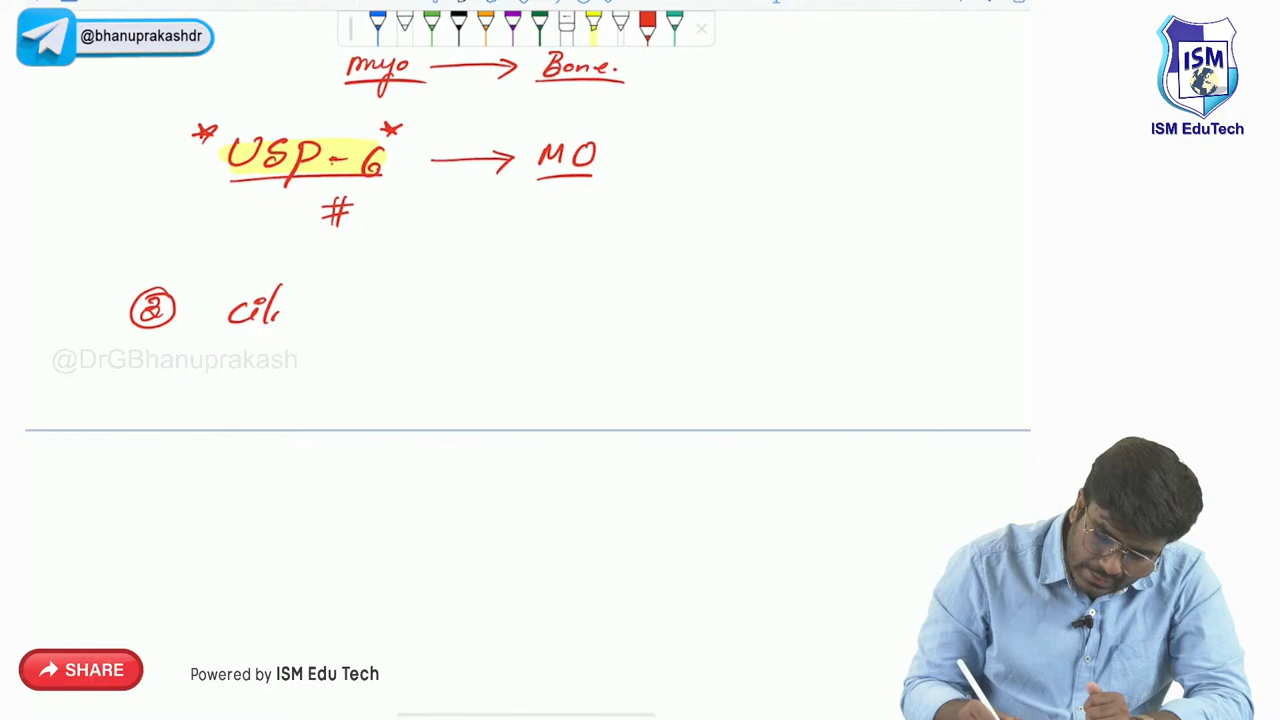 @bhanuprakashdr
ISM
ISM EduTech
myo → Bone.
* USP-6 * → MO
#
② cil
@DrGBhanuprakash
SHARE
Powered by ISM Edu Tech